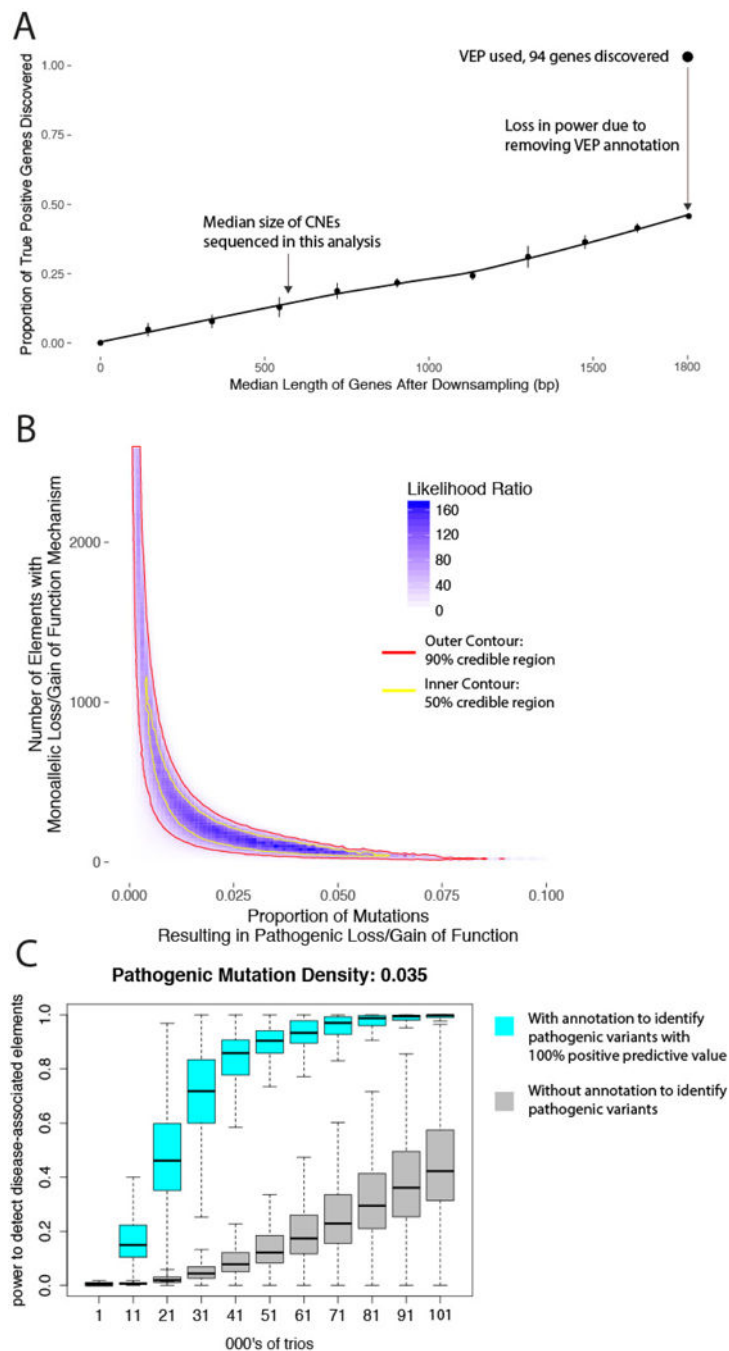 A
Proportion of True Positive Genes Discovered
1.00
0.75
0.50
0.25
0.00
VEP used, 94 genes discovered
Loss in power due to
removing VEP annotation
Median size of CNEs
sequenced in this analysis
0
500
1000
1500
1800
Median Length of Genes After Downsampling (bp)
B
Number of Elements with
Monoallelic Loss/Gain of Function Mechanism
2000
1000
0
Likelihood Ratio
160
120
80
40
0
Outer Contour:
90% credible region
Inner Contour:
50% credible region
0.000
0.025
0.050
0.075
0.100
Proportion of Mutations
Resulting in Pathogenic Loss/Gain of Function
C
Pathogenic Mutation Density: 0.035
power to detect disease-associated elements
1.0
0.8
0.6
0.4
0.2
0.0
With annotation to identify
pathogenic variants with
100% positive predictive value
Without annotation to identify
pathogenic variants
1
11
21
31
41
51
61
71
81
91
101
000's of trios